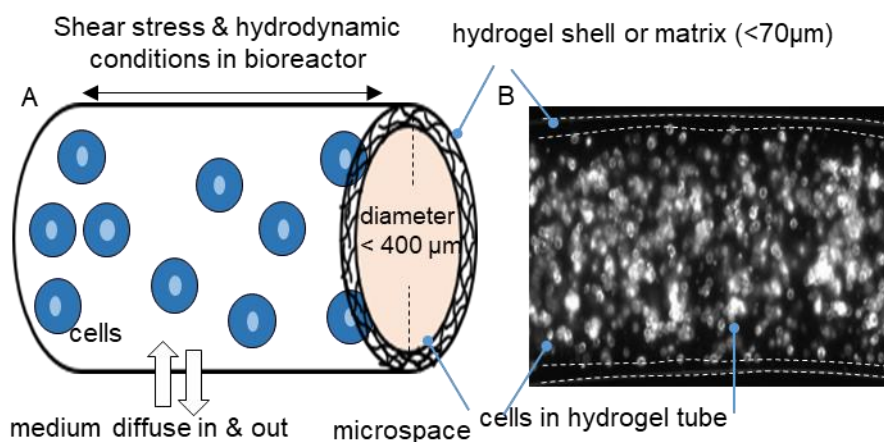 Shear stress & hydrodynamic
conditions in bioreactor
hydrogel shell or matrix (<70μm)
A
B
diameter
< 400 μm
cells
medium diffuse in & out
microspace
cells in hydrogel tube